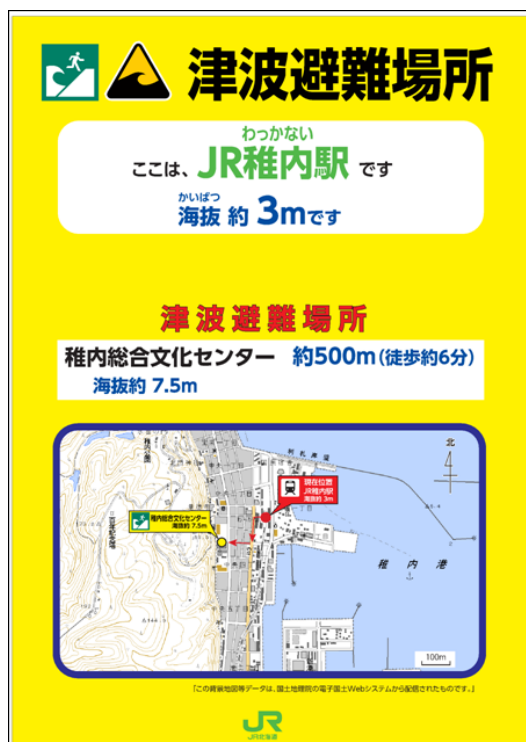 津波避難場所
わっかない
ここは、JR稚内駅 です
かいばつ
海抜 約 3mです
津波避難場所
稚内総合文化センター 約500m(徒歩約6分)
海抜約 7.5m
稚内公園
北
現在位置
JR稚内駅
海抜約 3m
稚内総合文化センター
海抜約 7.5m
稚内港
100m
「この背景地図等データは、国土地理院の電子国土Webシステムから配信されたものです。」
JR
JR北海道